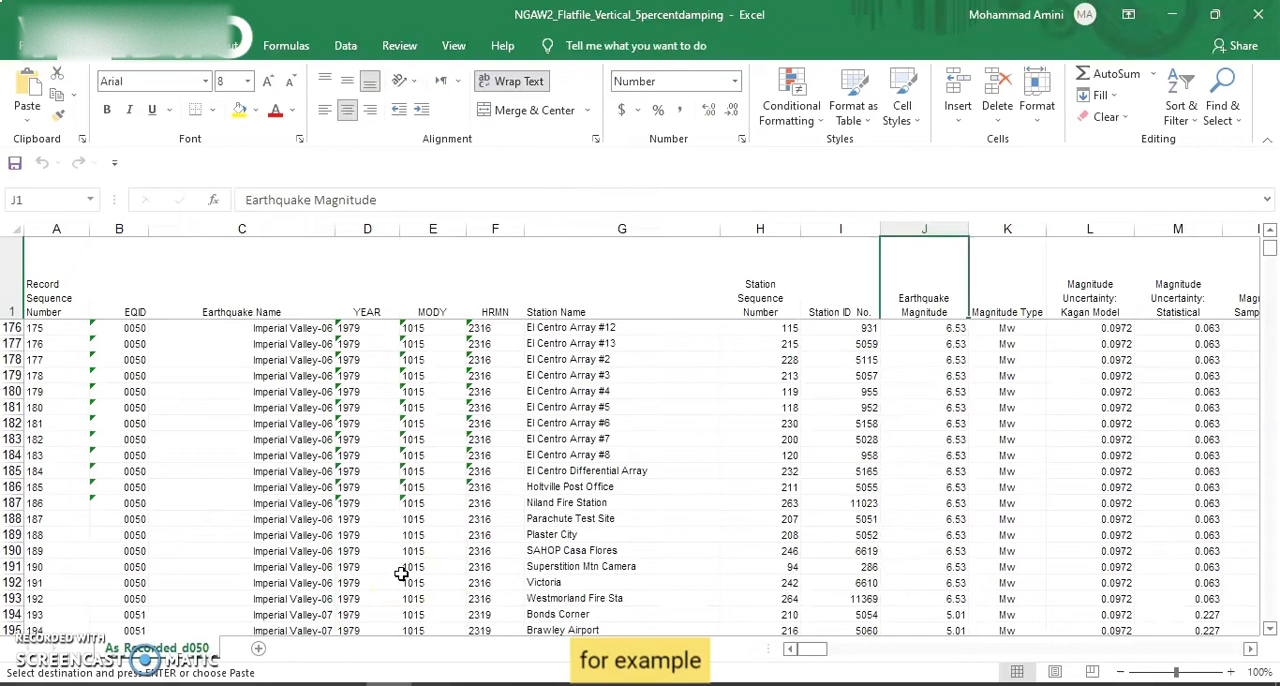 NGAW2_Flatfile_Vertical_5percentdamping - Excel
Mohammad Amini MA
Formulas Data Review View Help Tell me what you want to do Share
Arial 8 Wrap Text Number
Paste Merge & Center $ % Conditional Formatting Format as Table Cell Styles Insert Delete Format AutoSum Fill Clear Sort & Filter Find & Select
B I U
Clipboard Font Alignment Number Styles Cells Editing
J1 fx Earthquake Magnitude
A B C D E F G H I J K L M
1 Record Sequence Number EQID Earthquake Name YEAR MODY HRMN Station Name Station Sequence Number Station ID No. Earthquake Magnitude Magnitude Type Magnitude Uncertainty: Kagan Model Magnitude Uncertainty: Statistical
176 175 0050 Imperial Valley-06 1979 1015 2316 El Centro Array #12 115 931 6.53 Mw 0.0972 0.063
177 176 0050 Imperial Valley-06 1979 1015 2316 El Centro Array #13 215 5059 6.53 Mw 0.0972 0.063
178 177 0050 Imperial Valley-06 1979 1015 2316 El Centro Array #2 228 5115 6.53 Mw 0.0972 0.063
179 178 0050 Imperial Valley-06 1979 1015 2316 El Centro Array #3 213 5057 6.53 Mw 0.0972 0.063
180 179 0050 Imperial Valley-06 1979 1015 2316 El Centro Array #4 119 955 6.53 Mw 0.0972 0.063
181 180 0050 Imperial Valley-06 1979 1015 2316 El Centro Array #5 118 952 6.53 Mw 0.0972 0.063
182 181 0050 Imperial Valley-06 1979 1015 2316 El Centro Array #6 230 5158 6.53 Mw 0.0972 0.063
183 182 0050 Imperial Valley-06 1979 1015 2316 El Centro Array #7 200 5028 6.53 Mw 0.0972 0.063
184 183 0050 Imperial Valley-06 1979 1015 2316 El Centro Array #8 120 958 6.53 Mw 0.0972 0.063
185 184 0050 Imperial Valley-06 1979 1015 2316 El Centro Differential Array 232 5165 6.53 Mw 0.0972 0.063
186 185 0050 Imperial Valley-06 1979 1015 2316 Holtville Post Office 211 5055 6.53 Mw 0.0972 0.063
187 186 0050 Imperial Valley-06 1979 1015 2316 Niland Fire Station 263 11023 6.53 Mw 0.0972 0.063
188 187 0050 Imperial Valley-06 1979 1015 2316 Parachute Test Site 207 5051 6.53 Mw 0.0972 0.063
189 188 0050 Imperial Valley-06 1979 1015 2316 Plaster City 208 5052 6.53 Mw 0.0972 0.063
190 189 0050 Imperial Valley-06 1979 1015 2316 SAHOP Casa Flores 246 6619 6.53 Mw 0.0972 0.063
191 190 0050 Imperial Valley-06 1979 1015 2316 Superstition Mtn Camera 94 286 6.53 Mw 0.0972 0.063
192 191 0050 Imperial Valley-06 1979 1015 2316 Victoria 242 6610 6.53 Mw 0.0972 0.063
193 192 0050 Imperial Valley-06 1979 1015 2316 Westmorland Fire Sta 264 11369 6.53 Mw 0.0972 0.063
194 193 0051 Imperial Valley-07 1979 1015 2319 Bonds Corner 210 5054 5.01 Mw 0.0972 0.227
195 194 0051 Imperial Valley-07 1979 1015 2319 Brawley Airport 216 5060 5.01 Mw 0.0972 0.227
RECORDED WITH
SCREENCAST MATIC
As_Recorded_d050
for example
Select destination and press ENTER or choose Paste 100%